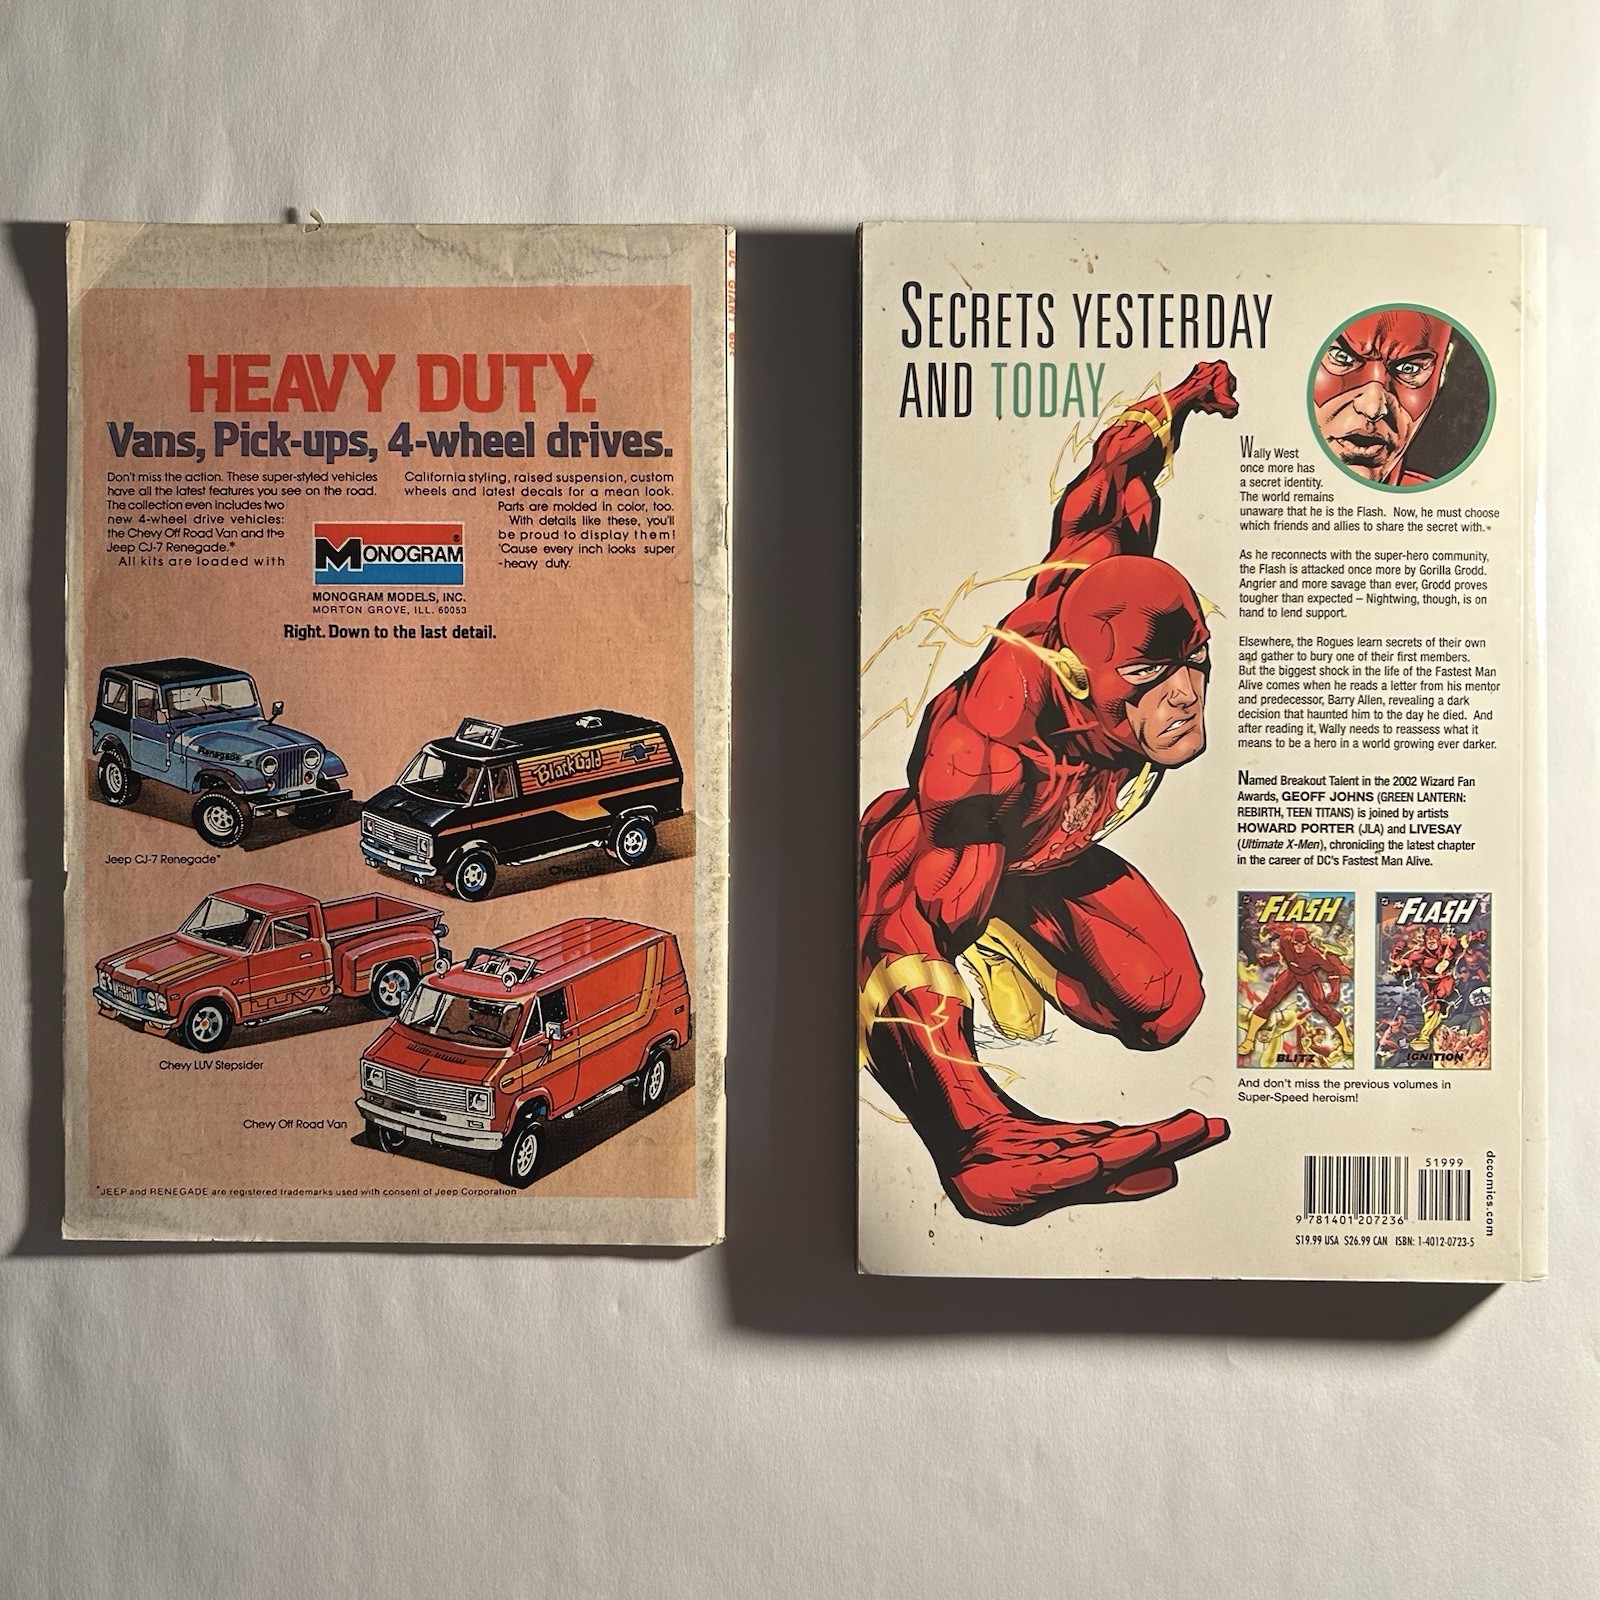 HEAVY DUTY.
Vans, Pick-ups, 4-wheel drives.
Don't miss the action. These super-styled vehicles
have all the latest features you see on the road.
The collection even includes two
new 4-wheel drive vehicles:
the Chevy Off Road Van and the
Jeep CJ-7 Renegade.*
All kits are loaded with
California styling, raised suspension, custom
wheels and latest decals for a mean look.
Parts are molded in color, too.
With details like these, you'll
be proud to display them!
'Cause every inch looks super
-heavy duty.
MONOGRAM®
MONOGRAM MODELS, INC.
MORTON GROVE, ILL. 60053
Right. Down to the last detail.
Renegade
Black Gold
Jeep CJ-7 Renegade*
LUV
Chevy LUV Stepsider
Chevy Off Road Van
*JEEP and RENEGADE are registered trademarks used with consent of Jeep Corporation
DC GIANT
SECRETS YESTERDAY
AND TODAY
Wally West
once more has
a secret identity.
The world remains
unaware that he is the Flash. Now, he must choose
which friends and allies to share the secret with.
As he reconnects with the super-hero community,
the Flash is attacked once more by Gorilla Grodd.
Angrier and more savage than ever, Grodd proves
tougher than expected – Nightwing, though, is on
hand to lend support.
Elsewhere, the Rogues learn secrets of their own
and gather to bury one of their first members.
But the biggest shock in the life of the Fastest Man
Alive comes when he reads a letter from his mentor
and predecessor, Barry Allen, revealing a dark
decision that haunted him to the day he died. And
after reading it, Wally needs to reassess what it
means to be a hero in a world growing ever darker.
Named Breakout Talent in the 2002 Wizard Fan
Awards, GEOFF JOHNS (GREEN LANTERN:
REBIRTH, TEEN TITANS) is joined by artists
HOWARD PORTER (JLA) and LIVESAY
(Ultimate X-Men), chronicling the latest chapter
in the career of DC's Fastest Man Alive.
The FLASH
BLITZ
The FLASH
IGNITION
And don't miss the previous volumes in
Super-Speed heroism!
51999
9 781401 207236
$19.99 USA $26.99 CAN ISBN: 1-4012-0723-5
dccomics.com